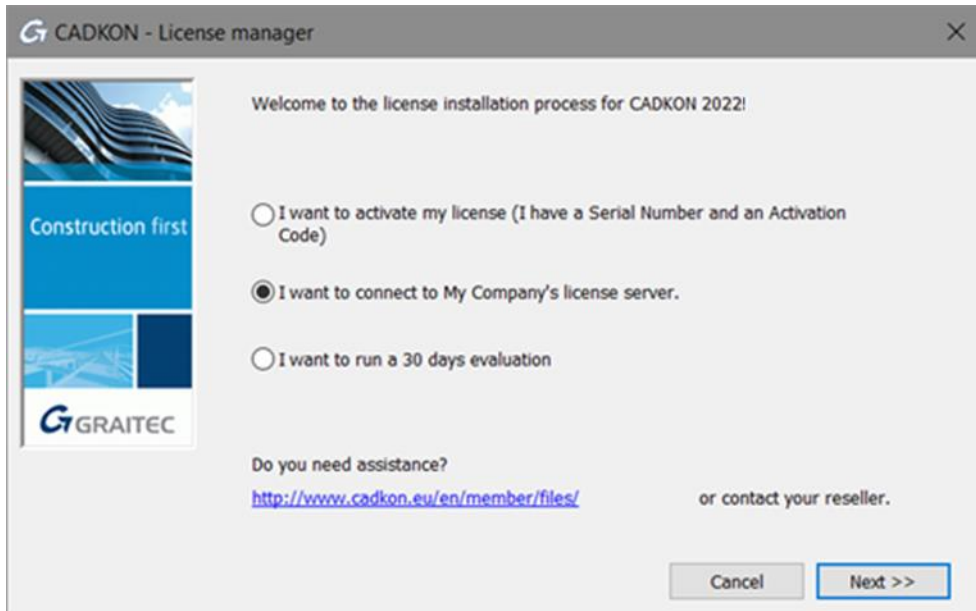 CADKON - License manager
Welcome to the license installation process for CADKON 2022!
Construction first
I want to activate my license (I have a Serial Number and an Activation
Code)
I want to connect to My Company's license server.
I want to run a 30 days evaluation
GRAITEC
Do you need assistance?
http://www.cadkon.eu/en/member/files/ or contact your reseller.
Cancel Next >>